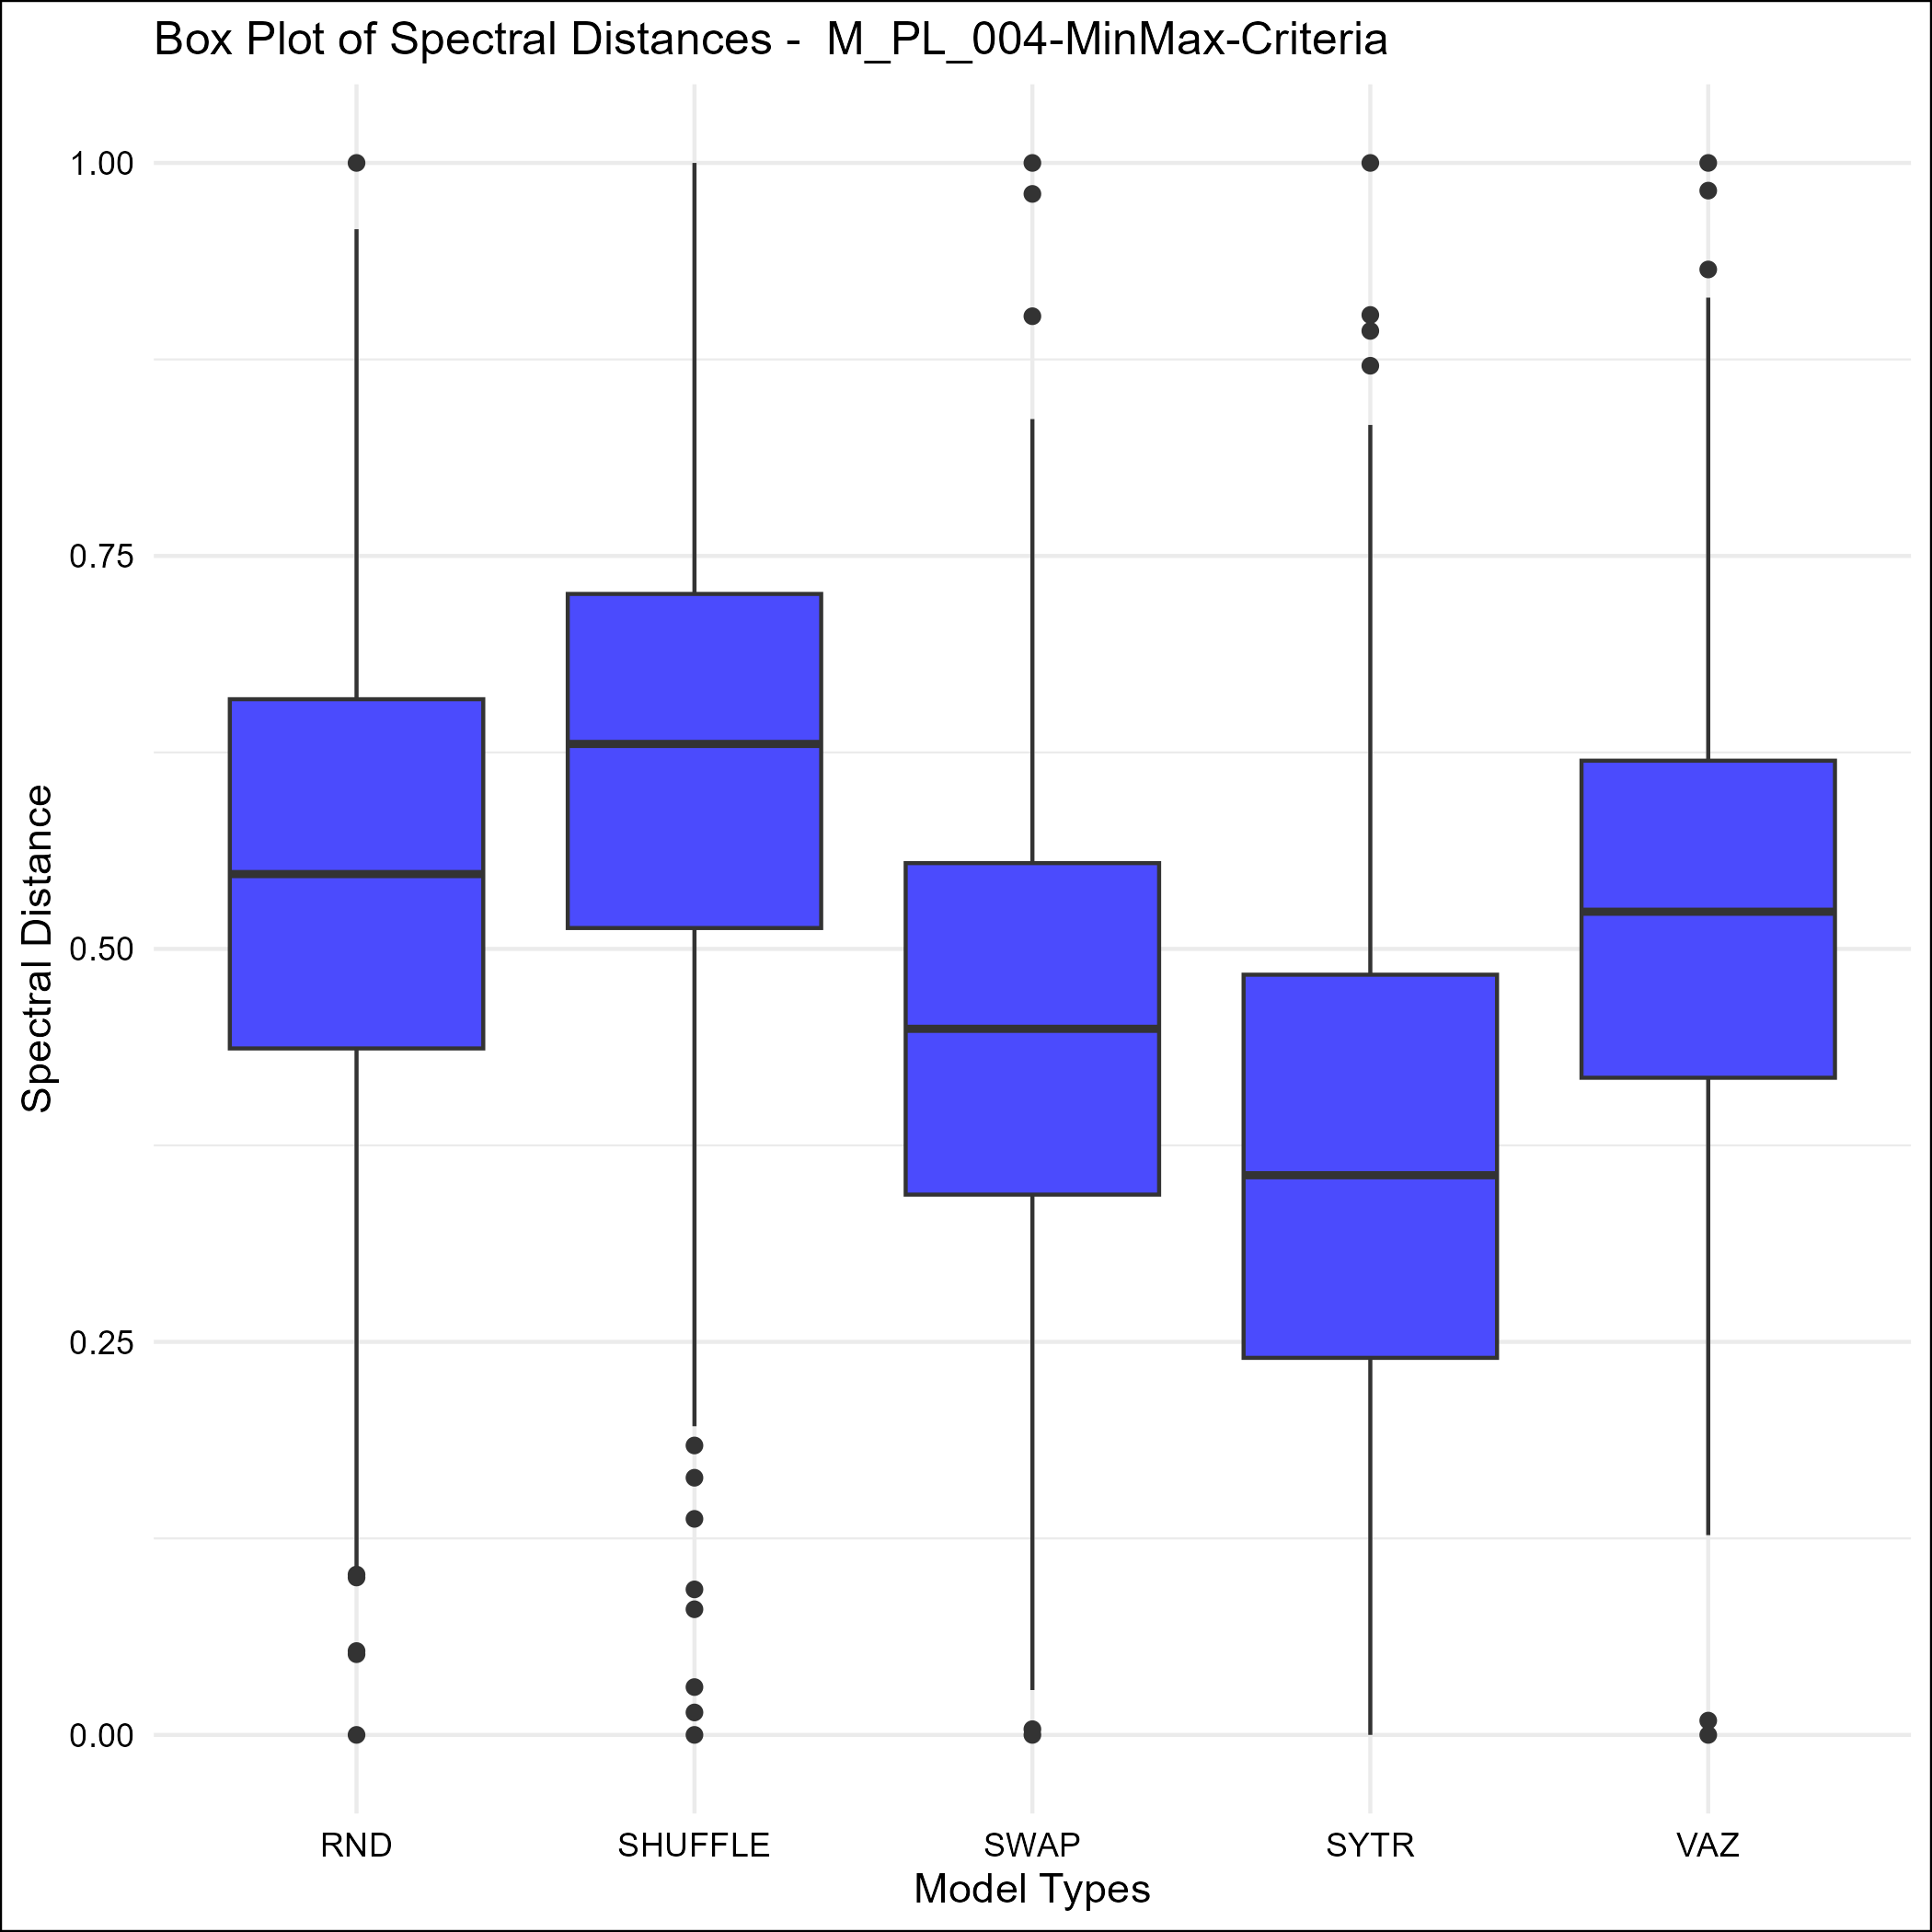 Box Plot of Spectral Distances -  M_PL_004-MinMax-Criteria
1.00
0.75
0.50
0.25
0.00
Spectral Distance
RND
SHUFFLE
SWAP
SYTR
VAZ
Model Types